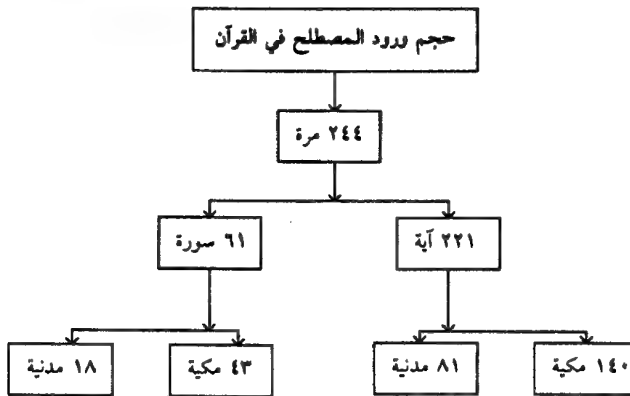 حجم ورود المصطلح في القرآن
٢٤٤ مرة
٢٢١ آية
٦١ سورة
١٤٠ مكية
٨١ مدنية
٤٣ مكية
١٨ مدنية